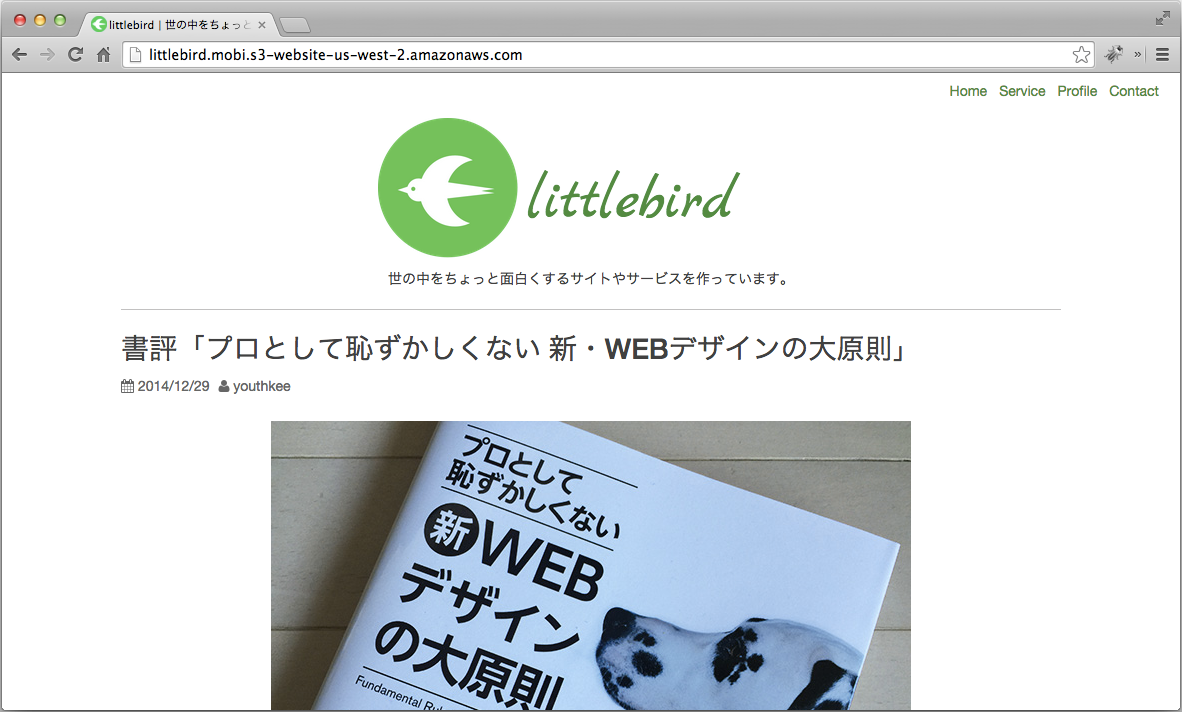 littlebird | 世の中をちょっと
littlebird.mobi.s3-website-us-west-2.amazonaws.com
»
Home Service Profile Contact
littlebird
世の中をちょっと面白くするサイトやサービスを作っています。
書評「プロとして恥ずかしくない 新・WEBデザインの大原則」
2014/12/29 youthkee
プロとして
恥ずかしくない
新WEB
デザイン
の大原則
Fundamental